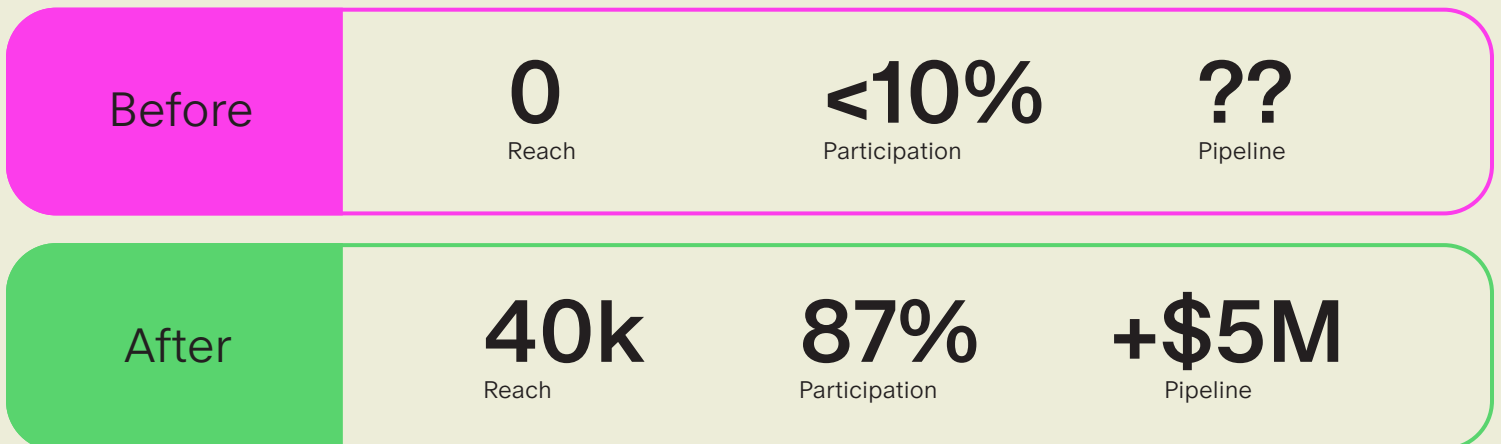 Before
0 <10% ??
Reach Participation Pipeline
After
40k 87% +$5M
Reach Participation Pipeline